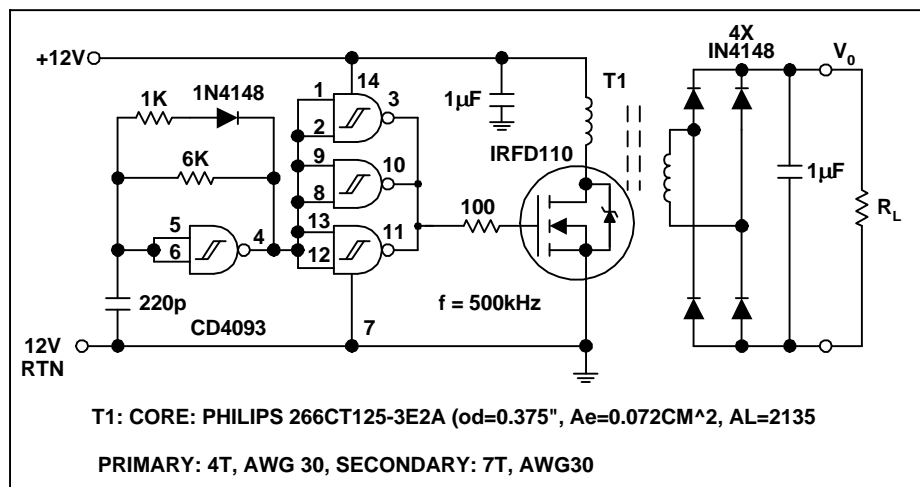 4X
IN4148
+12V
V0
1N4148
1K
14
1
3
T1
1μF
2
6K
9
10
IRFD110
8
1μF
100
RL
5
4
13
11
6
12
220p
f = 500kHz
CD4093
7
12V
RTN
T1: CORE: PHILIPS 266CT125-3E2A (od=0.375", Ae=0.072CM^2, AL=2135
PRIMARY: 4T, AWG 30, SECONDARY: 7T, AWG30